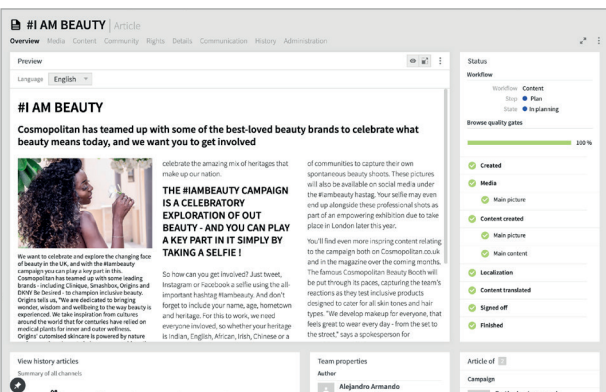 #I AM BEAUTY | Article
Overview Media Content Community Rights Details Communication History Administration
Preview
Language English
#I AM BEAUTY
Cosmopolitan has teamed up with some of the best-loved beauty brands to celebrate what
beauty means today, and we want you to get involved
We want to celebrate and explore the changing face
of beauty in the UK, and with the #iambeauty
campaign you can play a key part in this.
Cosmopolitan has teamed up with some leading
brands - including Clinique, Smashbox, Origins and
DKNY Be Desired - to champion inclusive beauty.
Origins tells us, "We are dedicated to bringing
wonder, wisdom and wellbeing to the way beauty is
experienced. We take inspiration from cultures
around the world that for centuries have relied on
medical plants for inner and outer wellness.
Origins' cutomised skincare is powered by nature
celebrate the amazing mix of heritages that
make up our nation.
THE #IAMBEAUTY CAMPAIGN
IS A CELEBRATORY
EXPLORATION OF OUT
BEAUTY - AND YOU CAN PLAY
A KEY PART IN IT SIMPLY BY
TAKING A SELFIE !
So how can you get involved? Just tweet,
Instagram or Facebook a selfie using the all-
important hashtag #Iambeauty. And don't
forget to include your name, age, hometown
and heritage. For this to work, we need
everyone involved, so whether your heritage
is Indian, English, African, Irish, Chinese or a
of communities to capture their own
spontaneous beauty shoots. These pictures
will also be available on social media under
the #Iambeauty hastag. Your selfie may even
end up alongside these professional shots as
part of an empowering exhibition due to take
place in London later this year.
You'll find even more inspring content relating
to the campaign both on Cosmopolitan.co.uk
and in the magazine over the coming months.
The famous Cosmopolitan Beauty Booth will
be put through its paces, capturing the team's
reactions as they test inclusive products
designed to cater for all skin tones and hair
types. "We develop makeup for everyone, that
feels great to wear every day - from the set to
the street," says a spokesperson for
Status
Workflow
Workflow Content
Step Plan
State In planning
Browse quality gates
100 %
Created
Media
Main picture
Content created
Main picture
Main content
Localization
Content translated
Signed off
Finished
View history articles
Summary of all channels
Team properties
Author
Alejandro Armando
Article of 2
Campaign